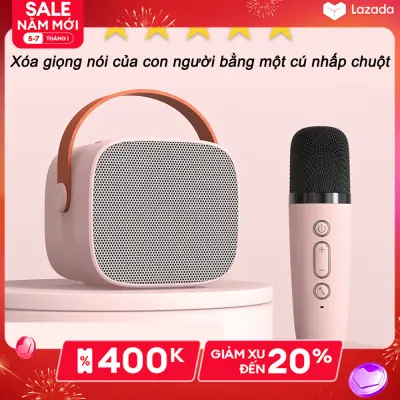 SALE
NĂM MỚI
5-7 THÁNG 1
Lazada
Xóa giọng nói của con người bằng một cú nhấp chuột
% 400K
GIẢM XU
ĐẾN
20%